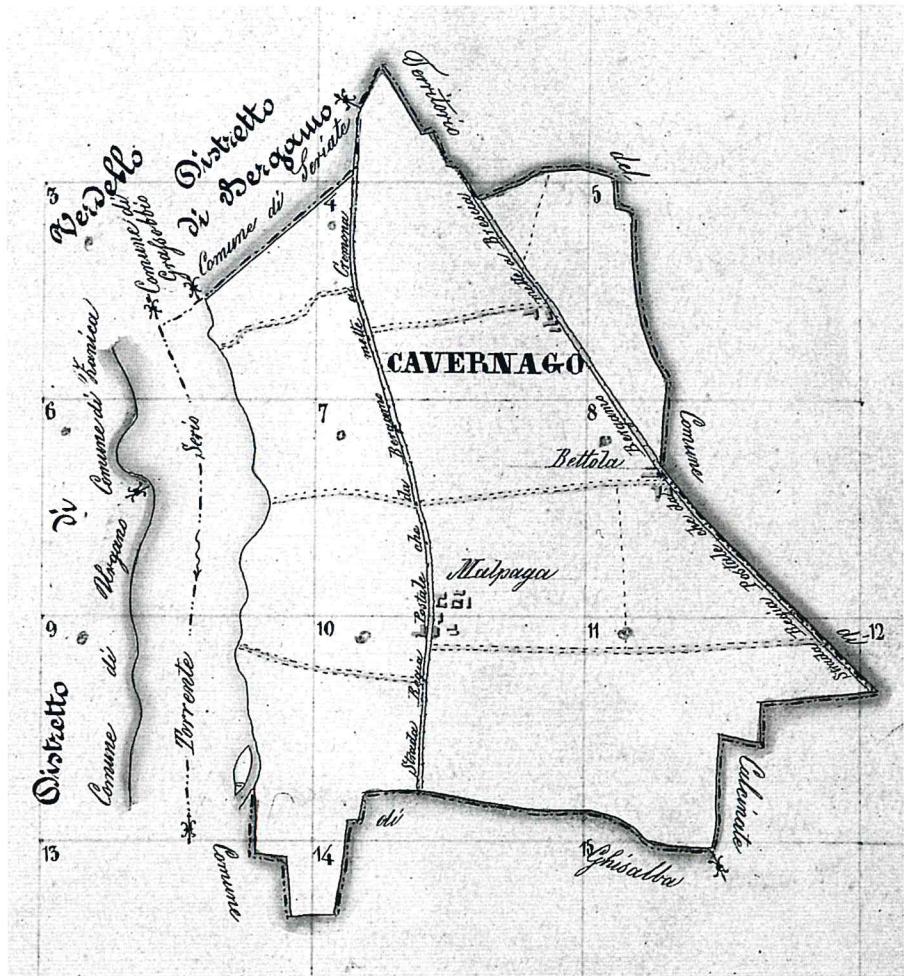 Territorio
del
Comune
di
Calcinate
Distretto
di Bergamo
Comune di Seriate
Verdello
Comune di
Grassobbio
3
4
5
CAVERNAGO
Comune di Zanica
6
7
8
Bettola
di
Comune di Urgano
Serio
Torrente
Malpaga
9
10
11
12
Distretto
Strada Regia Postale che da Bergamo mette a Cremona
Strada Regia Postale che da Bergamo mette a Brescia
13
14
15
Comune
di
Ghisalba